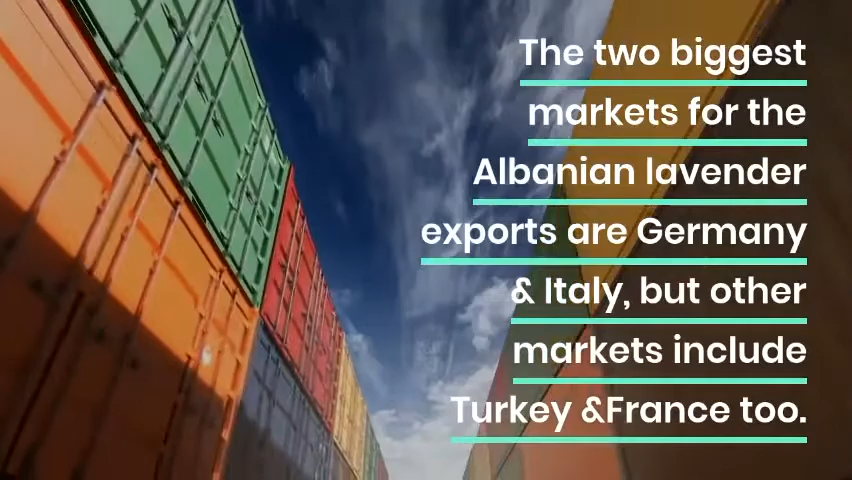 The two biggest
markets for the
Albanian lavender
exports are Germany
& Italy, but other
markets include
Turkey &France too.